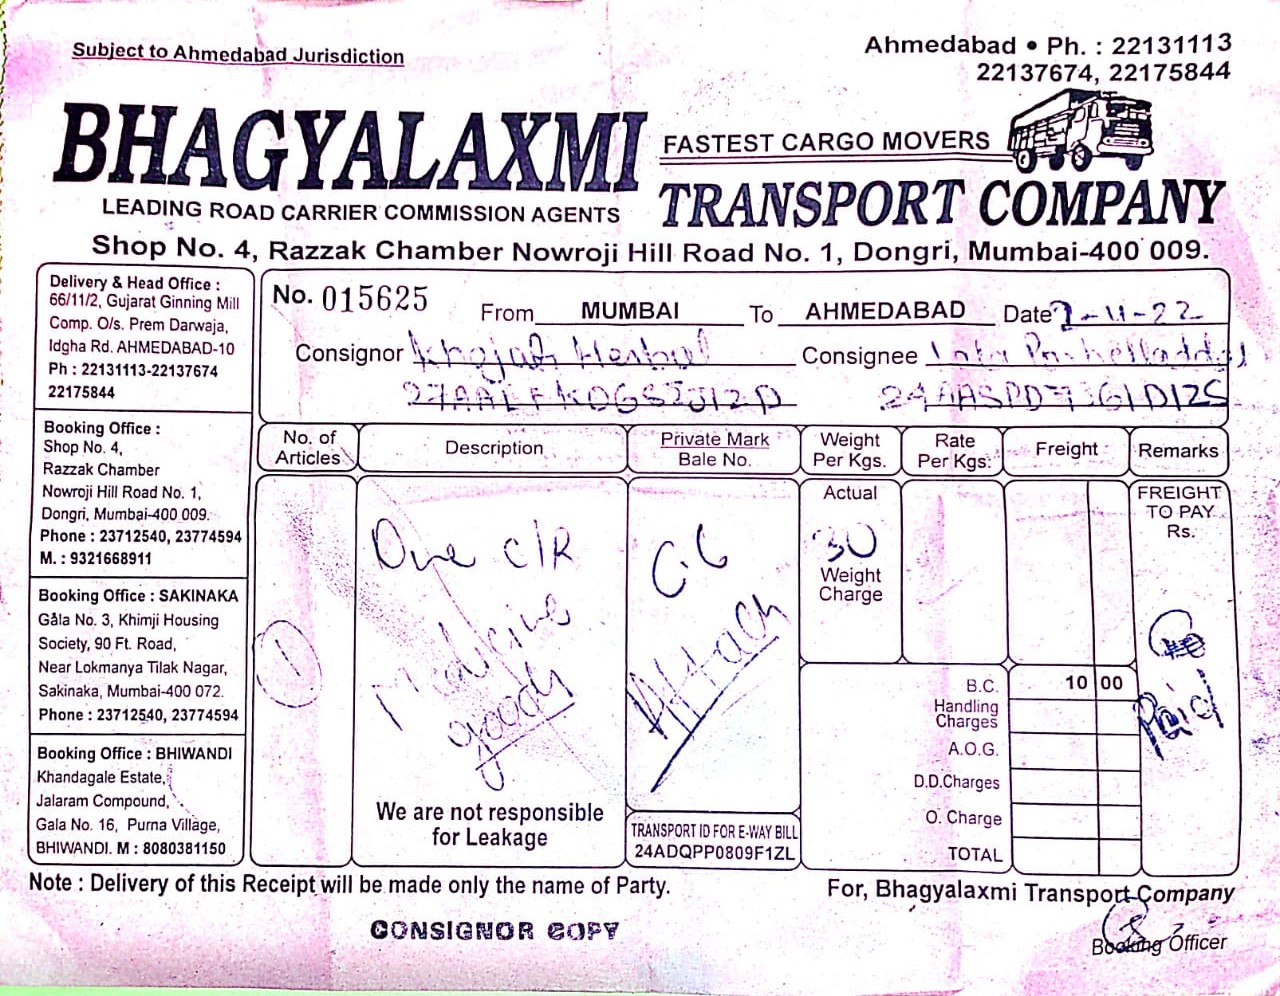 Subject to Ahmedabad Jurisdiction
Ahmedabad • Ph. : 22131113
22137674, 22175844
BHAGYALAXMI
FASTEST CARGO MOVERS
LEADING ROAD CARRIER COMMISSION AGENTS
TRANSPORT COMPANY
Shop No. 4, Razzak Chamber Nowroji Hill Road No. 1, Dongri, Mumbai-400 009.
Delivery & Head Office :
66/11/2, Gujarat Ginning Mill
Comp. O/s. Prem Darwaja,
Idgha Rd. AHMEDABAD-10
Ph : 22131113-22137674
22175844
Booking Office :
Shop No. 4,
Razzak Chamber
Nowroji Hill Road No. 1,
Dongri, Mumbai-400 009.
Phone : 23712540, 23774594
M. : 9321668911
Booking Office : SAKINAKA
Gala No. 3, Khimji Housing
Society, 90 Ft. Road,
Near Lokmanya Tilak Nagar,
Sakinaka, Mumbai-400 072.
Phone : 23712540, 23774594
Booking Office : BHIWANDI
Khandagale Estate,
Jalaram Compound,
Gala No. 16, Purna Village,
BHIWANDI. M : 8080381150
No. 015625 From MUMBAI To AHMEDABAD Date 7-11-22
Consignor Consignee
No. of Articles
Description
Private Mark
Bale No.
Weight
Per Kgs.
Rate
Per Kgs.
Freight
Remarks
1
One C/R
Medicine
goods
We are not responsible
for Leakage
C.C
Attach
TRANSPORT ID FOR E-WAY BILL
24ADQPP0809F1ZL
Actual
30
Weight
Charge
B.C. 10 00
Handling
Charges
A.O.G.
D.D.Charges
O. Charge
TOTAL
FREIGHT
TO PAY
Rs.
Paid
Note : Delivery of this Receipt will be made only the name of Party.
For, Bhagyalaxmi Transport Company
CONSIGNOR COPY
Booking Officer